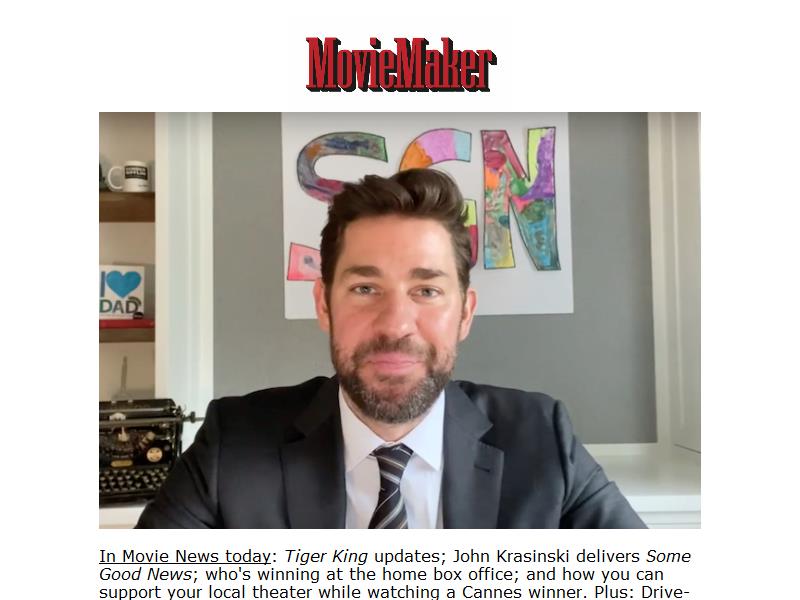 MovieMaker
SGN
I
DAD
In Movie News today: Tiger King updates; John Krasinski delivers Some
Good News; who's winning at the home box office; and how you can
support your local theater while watching a Cannes winner. Plus: Drive-